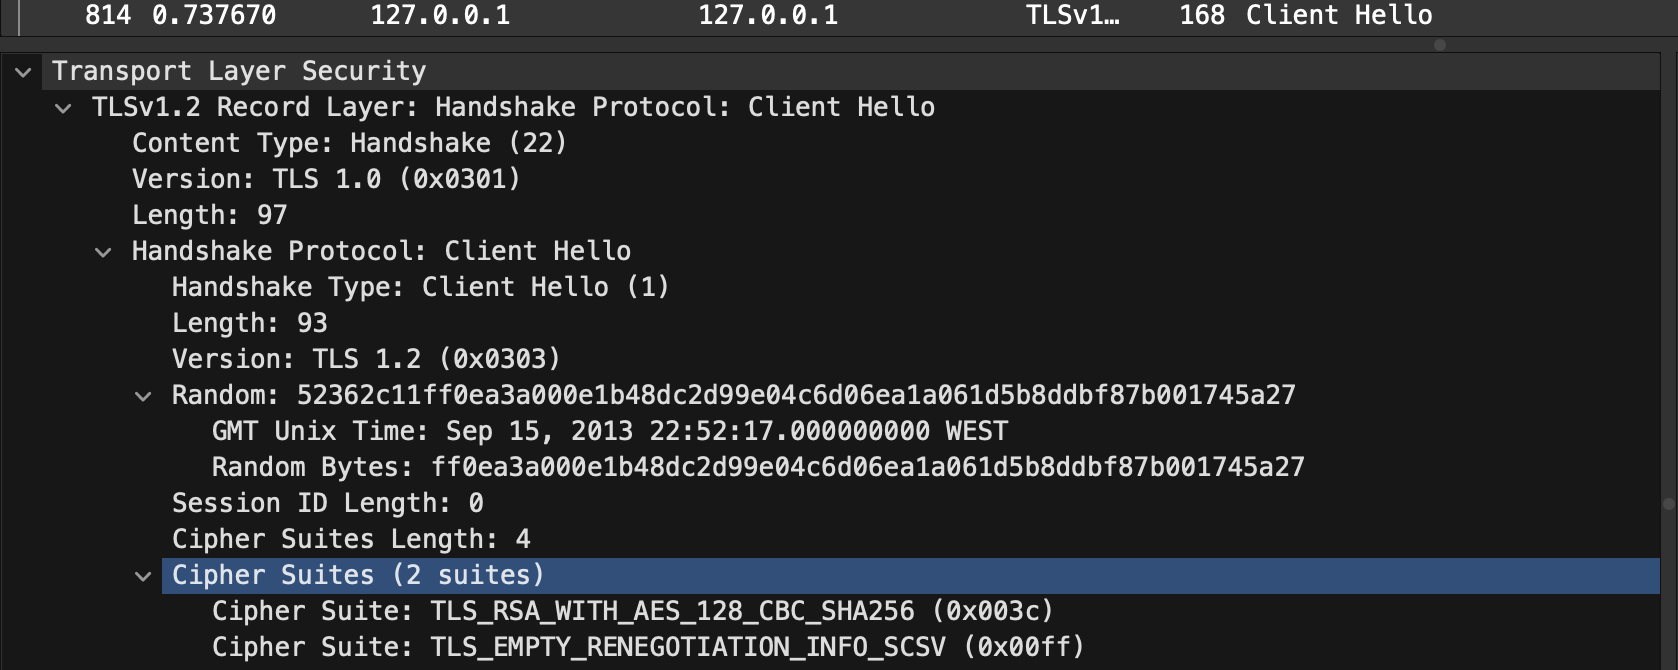 814 0.737670 127.0.0.1 127.0.0.1 TLSv1… 168 Client Hello
Transport Layer Security
TLSv1.2 Record Layer: Handshake Protocol: Client Hello
Content Type: Handshake (22)
Version: TLS 1.0 (0x0301)
Length: 97
Handshake Protocol: Client Hello
Handshake Type: Client Hello (1)
Length: 93
Version: TLS 1.2 (0x0303)
Random: 52362c11ff0ea3a000e1b48dc2d99e04c6d06ea1a061d5b8ddbf87b001745a27
GMT Unix Time: Sep 15, 2013 22:52:17.000000000 WEST
Random Bytes: ff0ea3a000e1b48dc2d99e04c6d06ea1a061d5b8ddbf87b001745a27
Session ID Length: 0
Cipher Suites Length: 4
Cipher Suites (2 suites)
Cipher Suite: TLS_RSA_WITH_AES_128_CBC_SHA256 (0x003c)
Cipher Suite: TLS_EMPTY_RENEGOTIATION_INFO_SCSV (0x00ff)